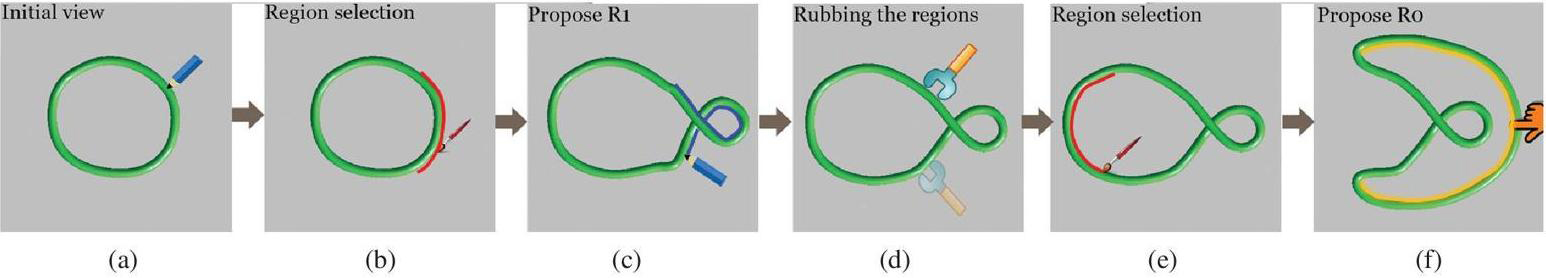 Initial view
Region selection
Propose R1
Rubbing the regions
Region selection
Propose R0
(a)
(b)
(c)
(d)
(e)
(f)